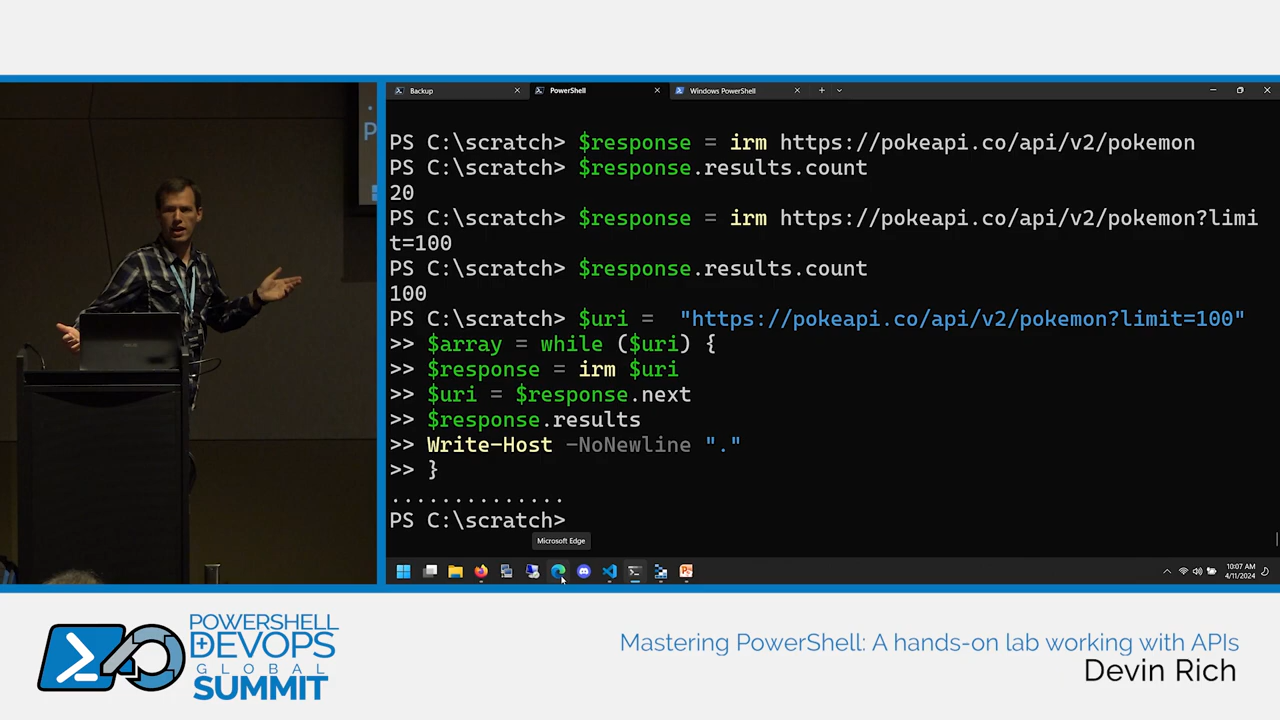 Backup
PowerShell
Windows PowerShell
PS C:\scratch> $response = irm https://pokeapi.co/api/v2/pokemon
PS C:\scratch> $response.results.count
20
PS C:\scratch> $response = irm https://pokeapi.co/api/v2/pokemon?limi
t=100
PS C:\scratch> $response.results.count
100
PS C:\scratch> $uri =  "https://pokeapi.co/api/v2/pokemon?limit=100"
>> $array = while ($uri) {
>> $response = irm $uri
>> $uri = $response.next
>> $response.results
>> Write-Host -NoNewline "."
>> }
..............
PS C:\scratch>
Microsoft Edge
10:07 AM
4/11/2024
P
POWERSHELL
DEVOPS
GLOBAL
SUMMIT
Mastering PowerShell: A hands-on lab working with APIs
Devin Rich